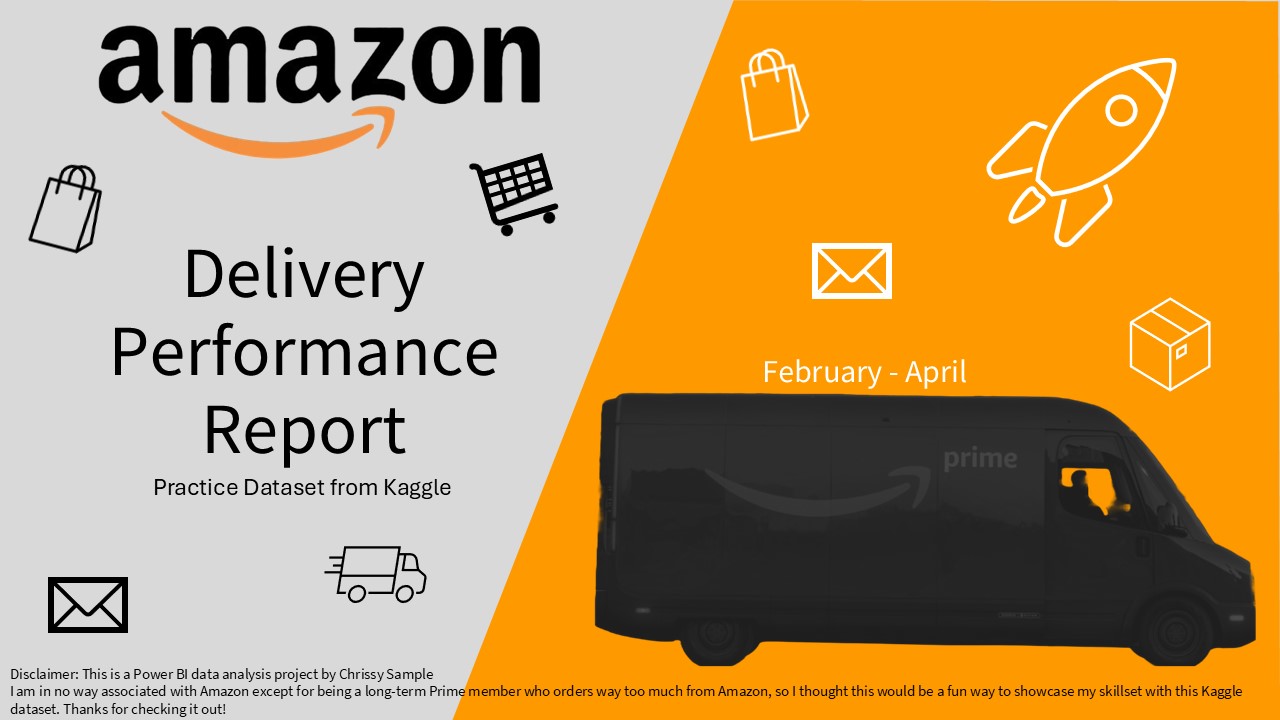 amazon
Delivery
Performance
Report
Practice Dataset from Kaggle
February - April
prime
Disclaimer: This is a Power BI data analysis project by Chrissy Sample
I am in no way associated with Amazon except for being a long-term Prime member who orders way too much from Amazon, so I thought this would be a fun way to showcase my skillset with this Kaggle
dataset. Thanks for checking it out!